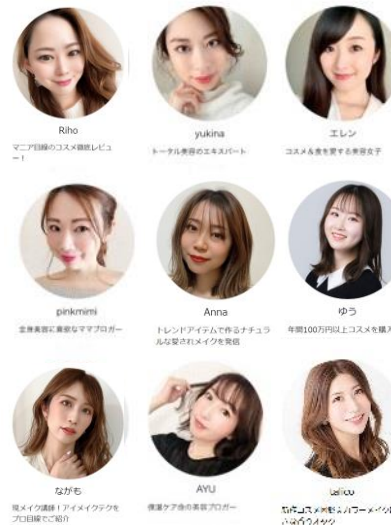 Riho
マニア目線のコスメ徹底レビュ
ー！
yukina
トータル美容のエキスパート
エレン
コスメ＆食を愛する美容女子
pinkmimi
全身美容に貪欲なママブロガー
Anna
トレンドアイテムで作るナチュラ
ルな愛されメイクを発信
ゆう
年間100万円以上コスメを購入
ながも
現メイク講師！アイメイクテクを
プロ目線でご紹介
AYU
保湿ケア命の美容ブロガー